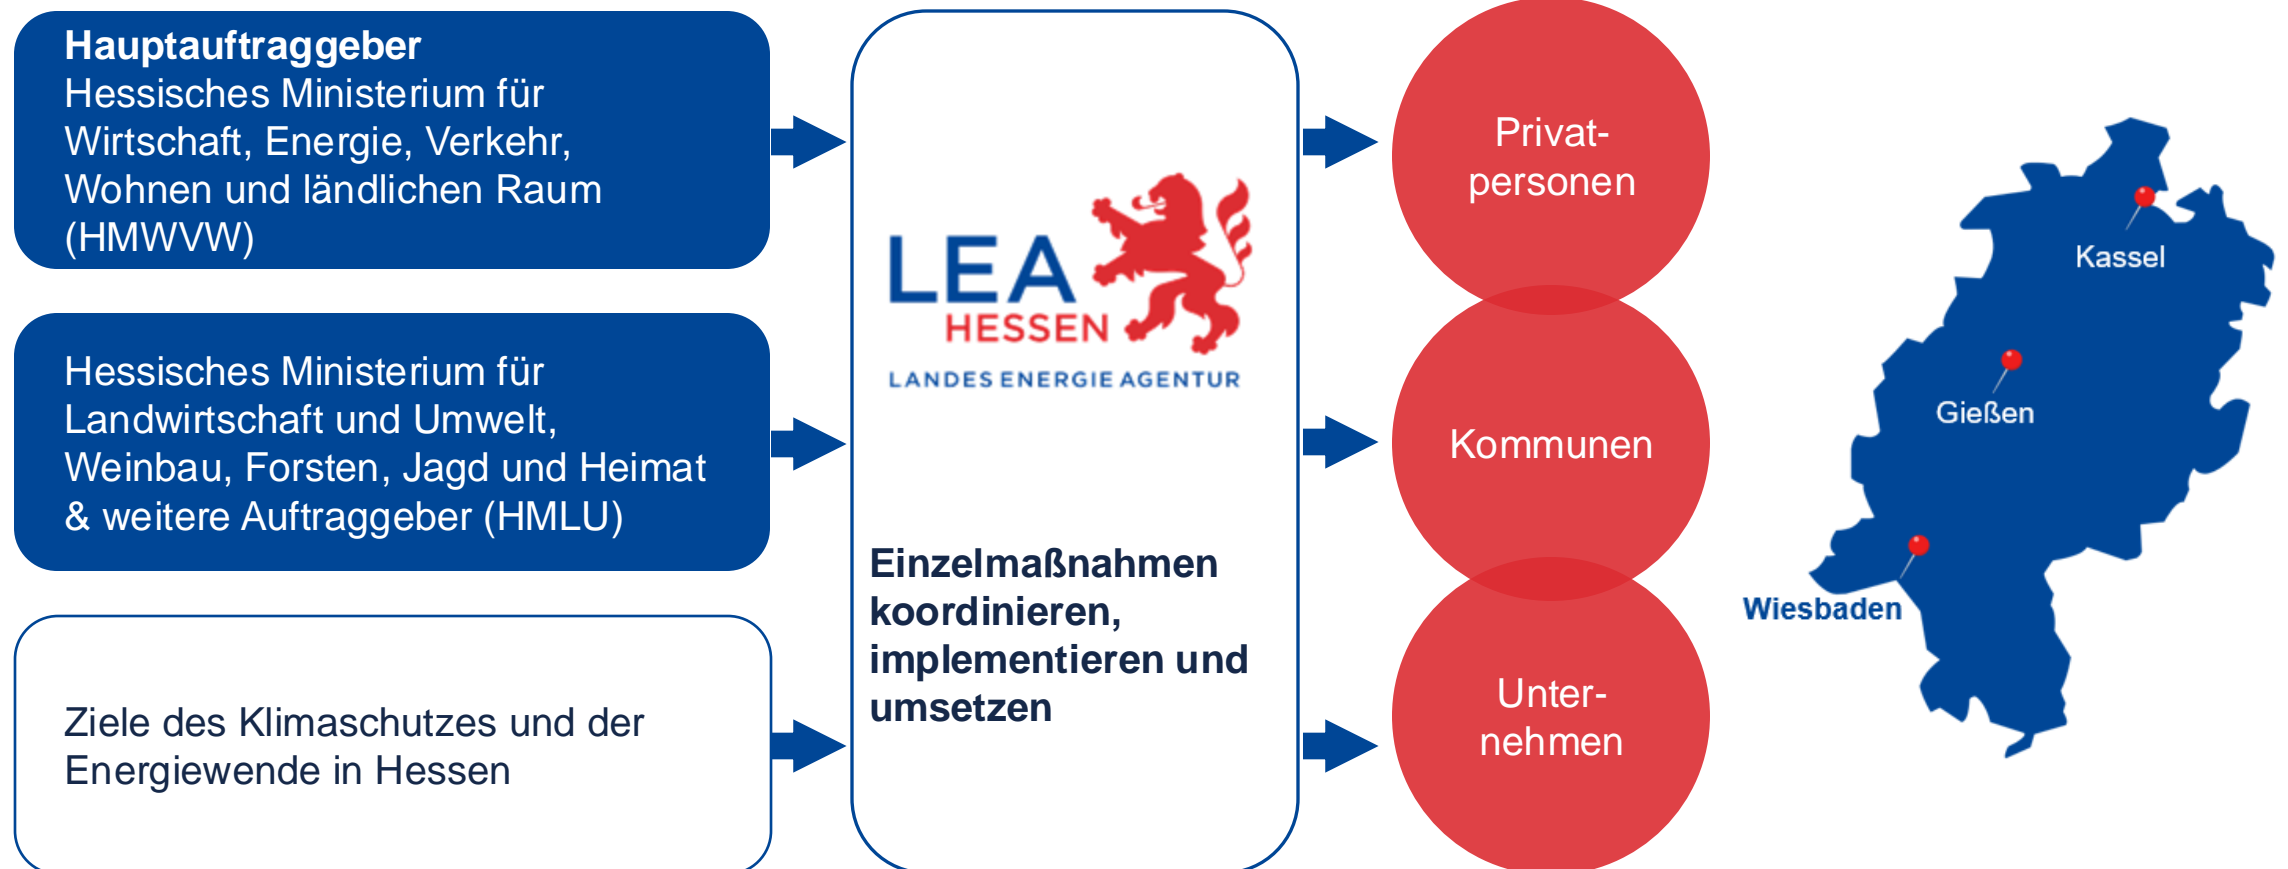 Hauptauftraggeber
Hessisches Ministerium für
Wirtschaft, Energie, Verkehr,
Wohnen und ländlichen Raum
(HMWVW)
Hessisches Ministerium für
Landwirtschaft und Umwelt,
Weinbau, Forsten, Jagd und Heimat
& weitere Auftraggeber (HMLU)
Ziele des Klimaschutzes und der
Energiewende in Hessen
LEA
HESSEN
LANDES ENERGIE AGENTUR
Einzelmaßnahmen
koordinieren,
implementieren und
umsetzen
Privat-
personen
Kommunen
Unter-
nehmen
Kassel
Gießen
Wiesbaden